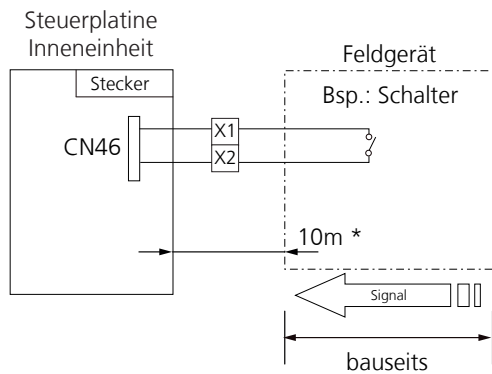 Steuerplatine
Inneneinheit
Feldgerät
Stecker
Bsp.: Schalter
CN46
X1
X2
10m *
Signal
bauseits